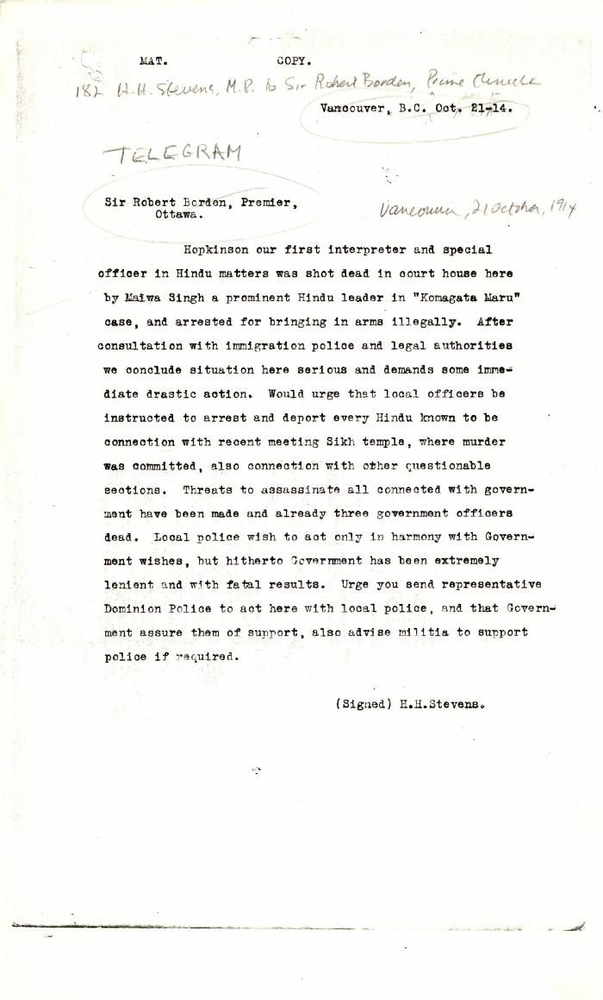 MAT. COPY.
182 H.H. Stevens, M.P. to Sir Robert Borden, Prime Minister
Vancouver, B.C. Oct. 21-14.
TELEGRAM
Sir Robert Borden, Premier,
Ottawa.
Vancouver, 21 October, 1914
Hopkinson our first interpreter and special
officer in Hindu matters was shot dead in court house here
by Maiwa Singh a prominent Hindu leader in "Komagata Maru"
case, and arrested for bringing in arms illegally. After
consultation with immigration police and legal authorities
we conclude situation here serious and demands some imme-
diate drastic action. Would urge that local officers be
instructed to arrest and deport every Hindu known to be
connection with recent meeting Sikh temple, where murder
was committed, also connection with other questionable
sections. Threats to assassinate all connected with govern-
ment have been made and already three government officers
dead. Local police wish to act only in harmony with Govern-
ment wishes, but hitherto Government has been extremely
lenient and with fatal results. Urge you send representative
Dominion Police to act here with local police, and that Govern-
ment assure them of support, also advise militia to support
police if required.
(Signed) H.H.Stevens.